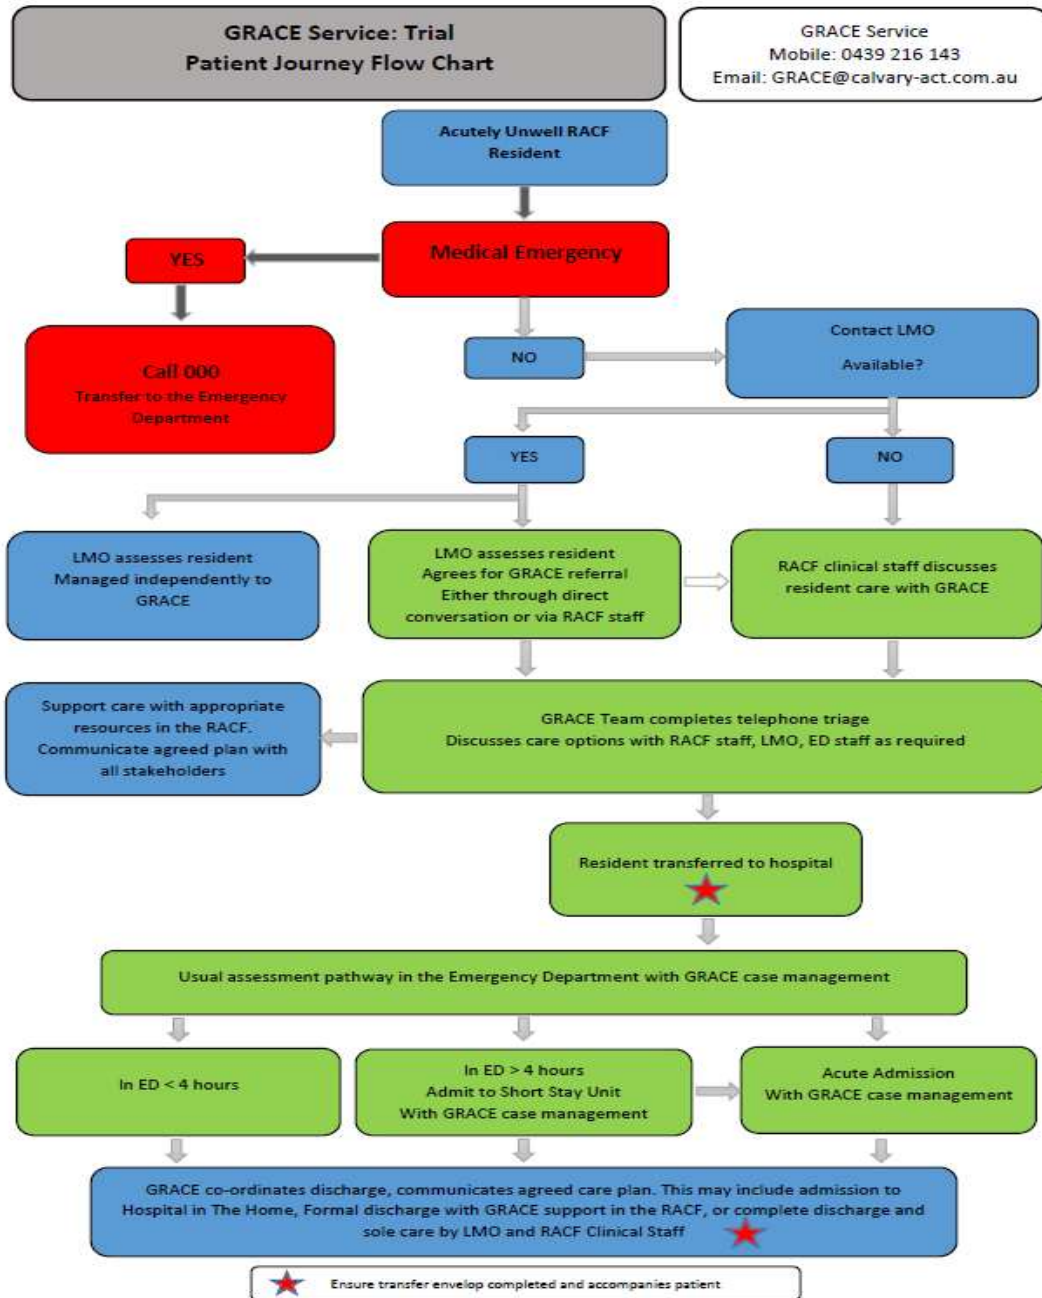 GRACE Service: Trial
Patient Journey Flow Chart
GRACE Service
Mobile: 0439 216 143
Email: GRACE@calvary-act.com.au
Acutely Unwell RACF
Resident
Medical Emergency
YES
Call 000
Transfer to the Emergency
Department
NO
Contact LMO
Available?
YES
NO
LMO assesses resident
Managed independently to
GRACE
LMO assesses resident
Agrees for GRACE referral
Either through direct
conversation or via RACF staff
RACF clinical staff discusses
resident care with GRACE
Support care with appropriate
resources in the RACF.
Communicate agreed plan with
all stakeholders
GRACE Team completes telephone triage
Discusses care options with RACF staff, LMO, ED staff as required
Resident transferred to hospital
Usual assessment pathway in the Emergency Department with GRACE case management
In ED < 4 hours
In ED > 4 hours
Admit to Short Stay Unit
With GRACE case management
Acute Admission
With GRACE case management
GRACE co-ordinates discharge, communicates agreed care plan. This may include admission to
Hospital in The Home, Formal discharge with GRACE support in the RACF, or complete discharge and
sole care by LMO and RACF Clinical Staff
Ensure transfer envelop completed and accompanies patient